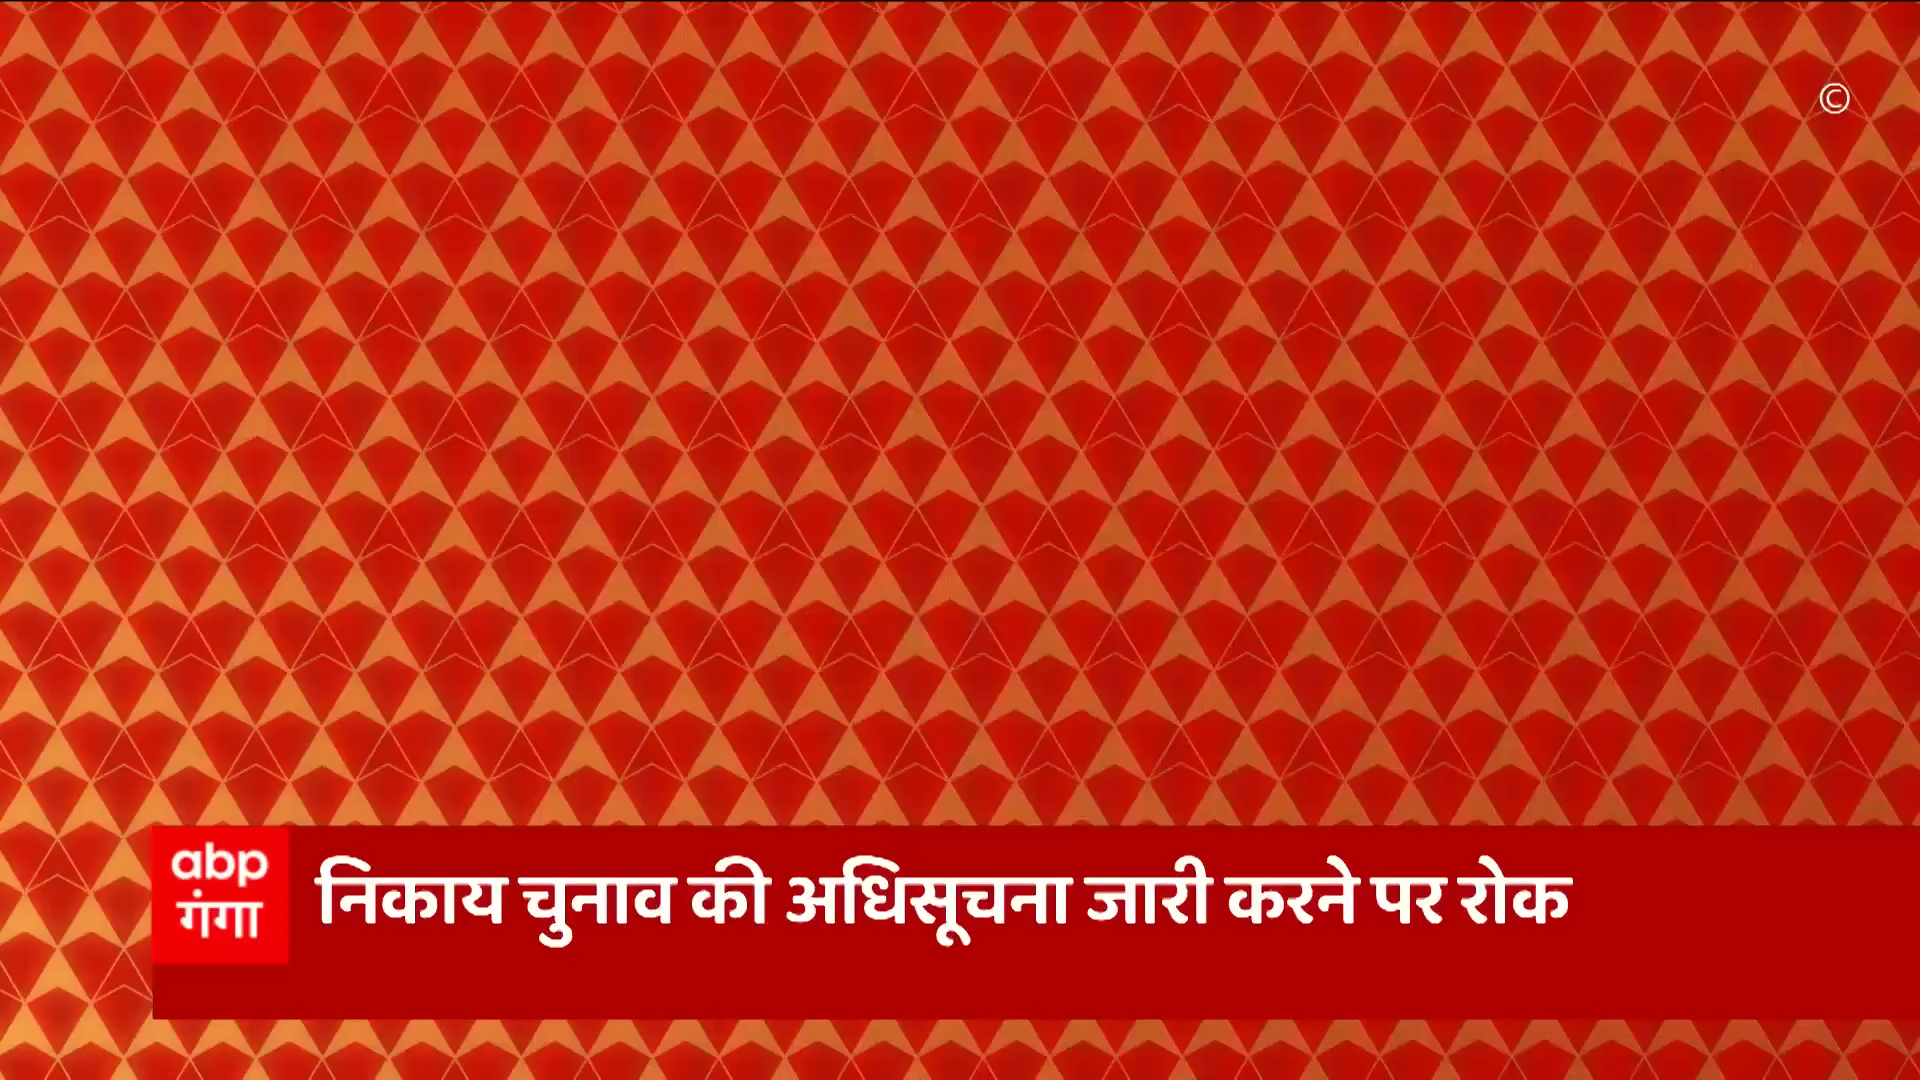 ©
abp
गंगा
निकाय चुनाव की अधिसूचना जारी करने पर रोक